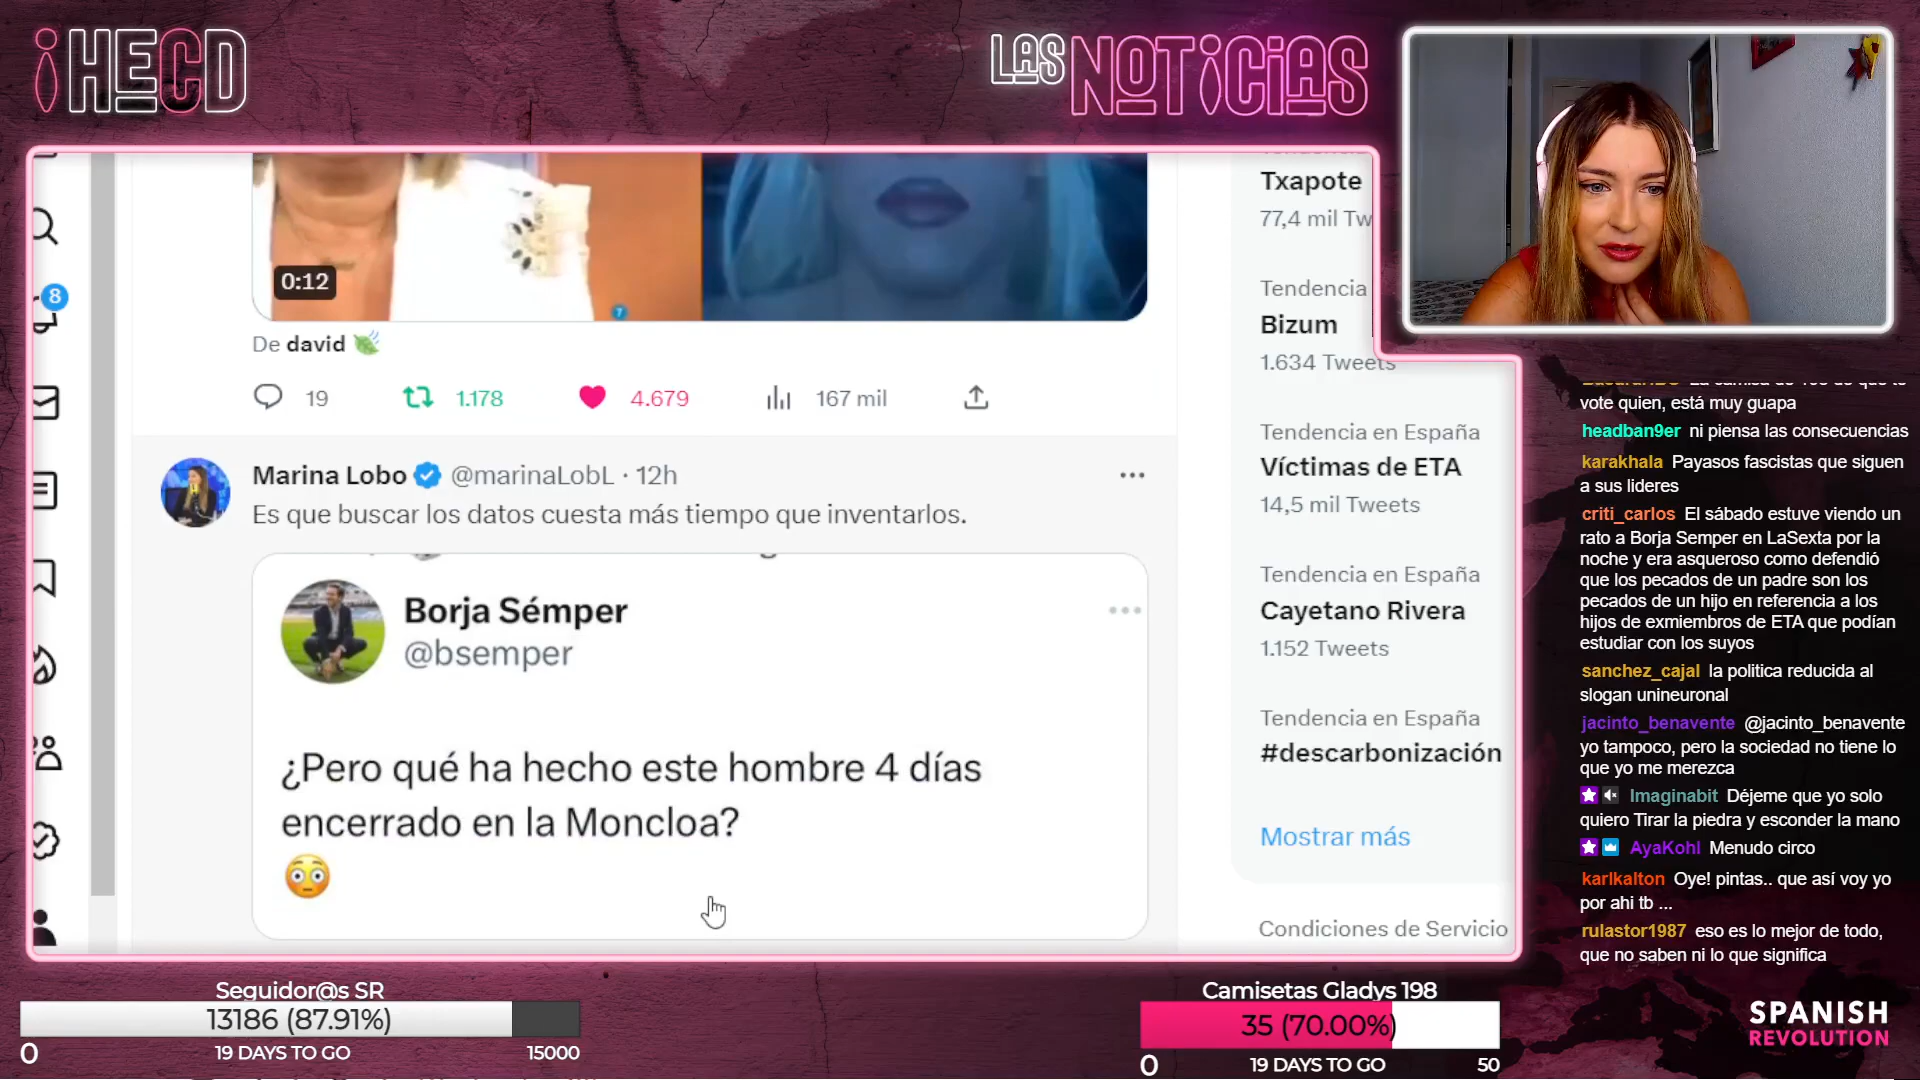 ¡HECD
LAS NOTICIAS
0:12
De david
19
1.178
4.679
167 mil
8
Marina Lobo @marinaLobL · 12h
Es que buscar los datos cuesta más tiempo que inventarlos.
Borja Sémper
@bsemper
¿Pero qué ha hecho este hombre 4 días
encerrado en la Moncloa?
Txapote
77,4 mil Tw
Tendencia
Bizum
1.634 Tweets
Tendencia en España
Víctimas de ETA
14,5 mil Tweets
Tendencia en España
Cayetano Rivera
1.152 Tweets
Tendencia en España
#descarbonización
Mostrar más
Condiciones de Servicio
vote quien, está muy guapa
headban9er ni piensa las consecuencias
karakhala Payasos fascistas que siguen
a sus lideres
criti_carlos El sábado estuve viendo un
rato a Borja Semper en LaSexta por la
noche y era asqueroso como defendió
que los pecados de un padre son los
pecados de un hijo en referencia a los
hijos de exmiembros de ETA que podían
estudiar con los suyos
sanchez_cajal la politica reducida al
slogan unineuronal
jacinto_benavente @jacinto_benavente
yo tampoco, pero la sociedad no tiene lo
que yo me merezca
Imaginabit Déjeme que yo solo
quiero Tirar la piedra y esconder la mano
AyaKohl Menudo circo
karlkalton Oye! pintas.. que así voy yo
por ahi tb ...
rulastor1987 eso es lo mejor de todo,
que no saben ni lo que significa
Seguidor@s SR
13186 (87.91%)
0 19 DAYS TO GO 15000
Camisetas Gladys 198
35 (70.00%)
0 19 DAYS TO GO 50
SPANISH
REVOLUTION